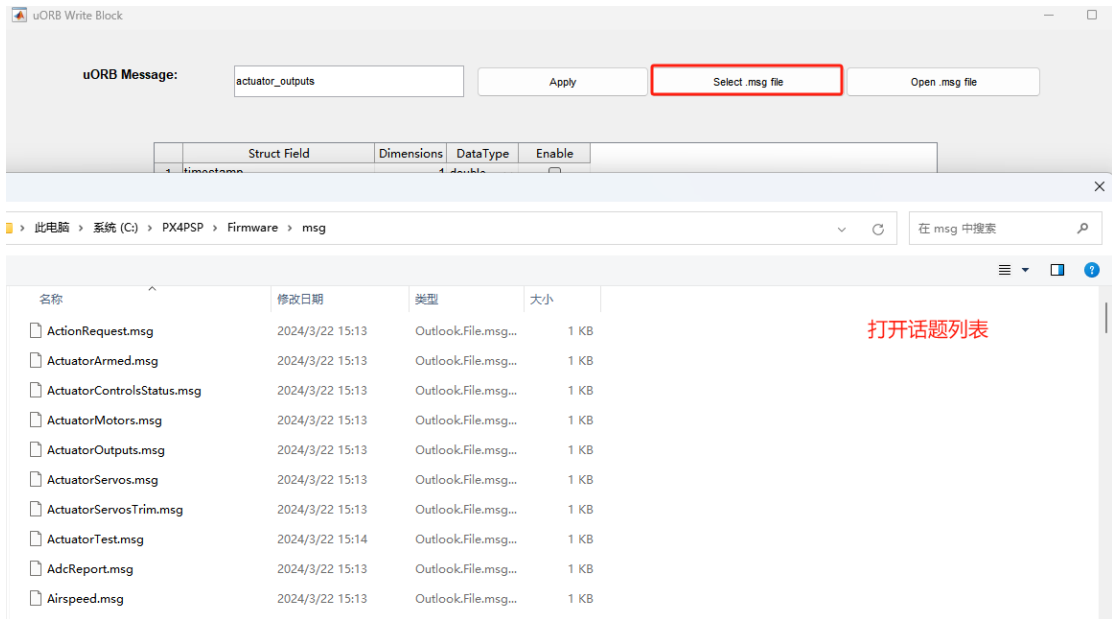 uORB Write Block
uORB Message:
actuator_outputs
Apply
Select .msg file
Open .msg file
Struct Field Dimensions DataType Enable
1 timestamp 1 double
此电脑 > 系统 (C:) > PX4PSP > Firmware > msg
在 msg 中搜索
名称 修改日期 类型 大小
打开话题列表
ActionRequest.msg 2024/3/22 15:13 Outlook.File.msg... 1 KB
ActuatorArmed.msg 2024/3/22 15:13 Outlook.File.msg... 1 KB
ActuatorControlsStatus.msg 2024/3/22 15:13 Outlook.File.msg... 1 KB
ActuatorMotors.msg 2024/3/22 15:13 Outlook.File.msg... 1 KB
ActuatorOutputs.msg 2024/3/22 15:13 Outlook.File.msg... 1 KB
ActuatorServos.msg 2024/3/22 15:13 Outlook.File.msg... 1 KB
ActuatorServosTrim.msg 2024/3/22 15:13 Outlook.File.msg... 1 KB
ActuatorTest.msg 2024/3/22 15:14 Outlook.File.msg... 1 KB
AdcReport.msg 2024/3/22 15:13 Outlook.File.msg... 1 KB
Airspeed.msg 2024/3/22 15:13 Outlook.File.msg... 1 KB